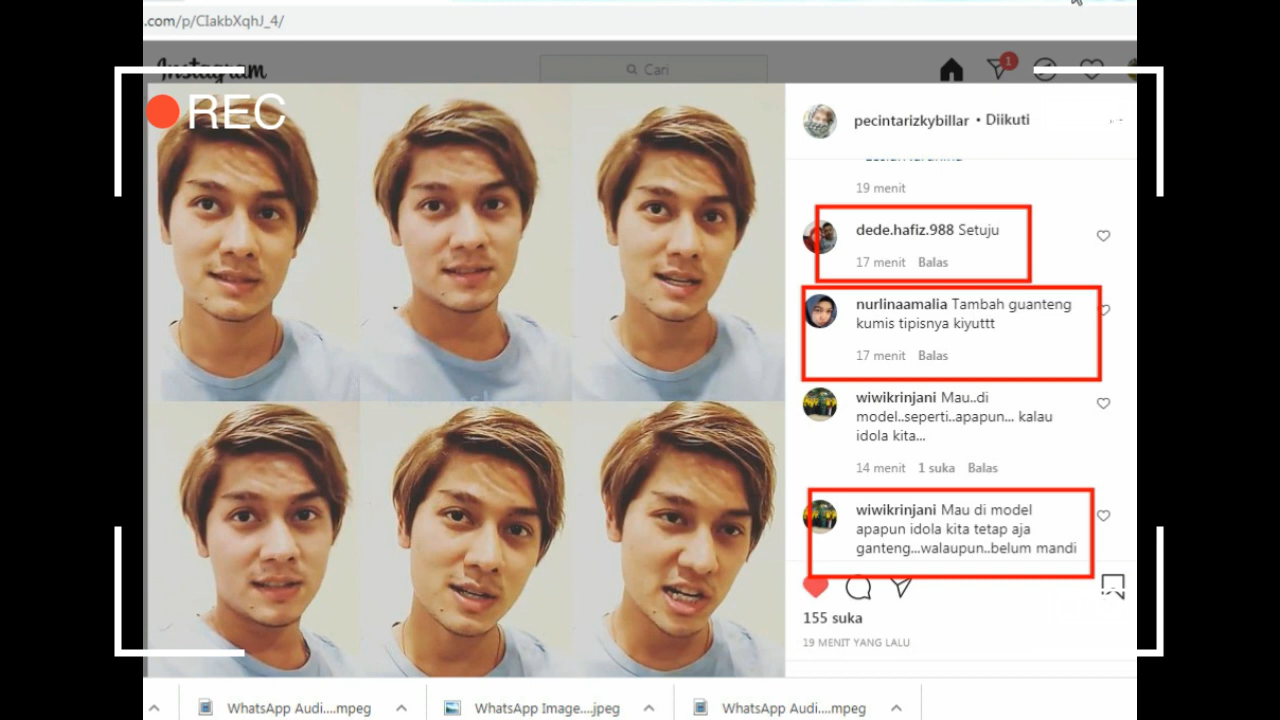 .com/p/CIakbXqhJ_4/
Instagram
Cari
1
REC
pecintarizkybillar • Diikuti
19 menit
dede.hafiz.988 Setuju
17 menit Balas
nurlinaamalia Tambah guanteng
kumis tipisnya kiyuttt
17 menit Balas
wiwikrinjani Mau..di
model..seperti..apapun... kalau
idola kita...
14 menit 1 suka Balas
wiwikrinjani Mau di model
apapun idola kita tetap aja
ganteng...walaupun..belum mandi
155 suka
19 MENIT YANG LALU
WhatsApp Audi....mpeg
WhatsApp Image....jpeg
WhatsApp Audi....mpeg